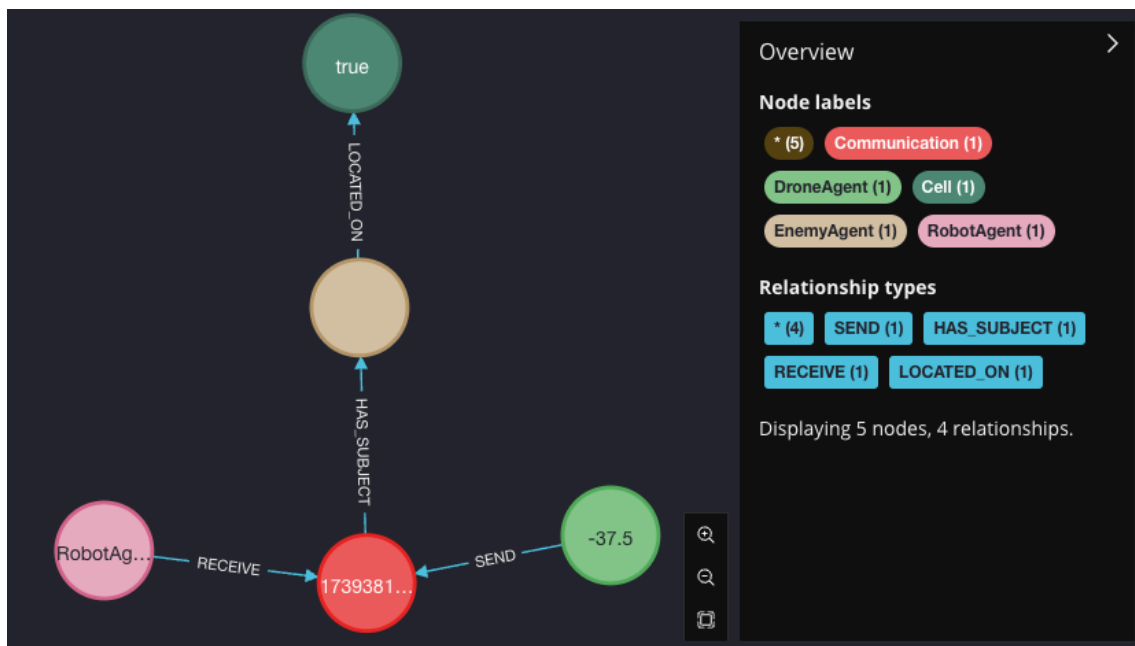 true
LOCATED_ON
HAS_SUBJECT
RobotAg...
RECEIVE
1739381...
SEND
-37.5
Overview
Node labels
* (5) Communication (1)
DroneAgent (1) Cell (1)
EnemyAgent (1) RobotAgent (1)
Relationship types
* (4) SEND (1) HAS_SUBJECT (1)
RECEIVE (1) LOCATED_ON (1)
Displaying 5 nodes, 4 relationships.